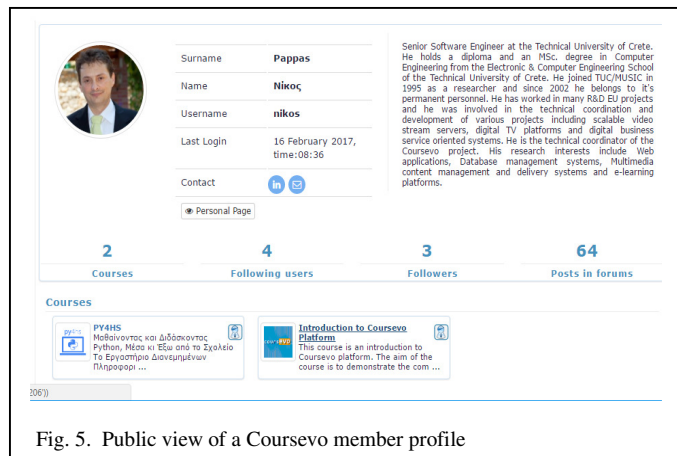 Surname Pappas
Name Νίκος
Username nikos
Last Login 16 February 2017,
time:08:36
Contact
Personal Page
Senior Software Engineer at the Technical University of Crete.
He holds a diploma and an MSc. degree in Computer
Engineering from the Electronic & Computer Engineering School
of the Technical University of Crete. He joined TUC/MUSIC in
1995 as a researcher and since 2002 he belongs to it's
permanent personnel. He has worked in many R&D EU projects
and he was involved in the technical coordination and
development of various projects including scalable video
stream servers, digital TV platforms and digital business
service oriented systems. He is the technical coordinator of the
Coursevo project. His research interests include Web
applications, Database management systems, Multimedia
content management and delivery systems and e-learning
platforms.
2 4 3 64
Courses Following users Followers Posts in forums
Courses
PY4HS
Μαθαίνοντας και Διδάσκοντας
Python, Μέσα κι Έξω από το Σχολείο
Το Εργαστήριο Διανεμημένων
Πληροφορι ...
Introduction to Coursevo
Platform
This course is an introduction to
Coursevo platform. The aim of the
course is to demonstrate the com ...
206'))
Fig. 5. Public view of a Coursevo member profile